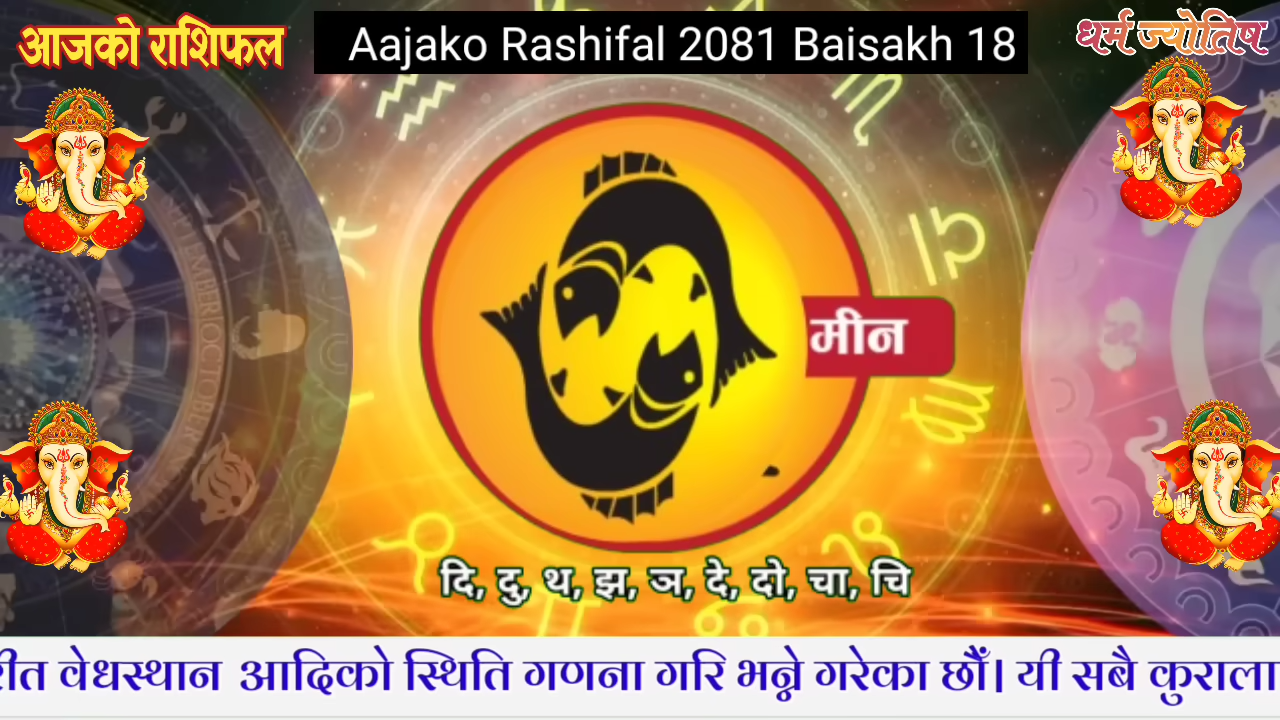 आजको राशिफल
Aajako Rashifal 2081 Baisakh 18
धर्म ज्योतिष
मीन
दि, दु, थ, झ, ञ, दे, दो, चा, चि
वेधस्थान आदिको स्थिति गणना गरि भन्ने गरेका छौं। यी सबै कुराला